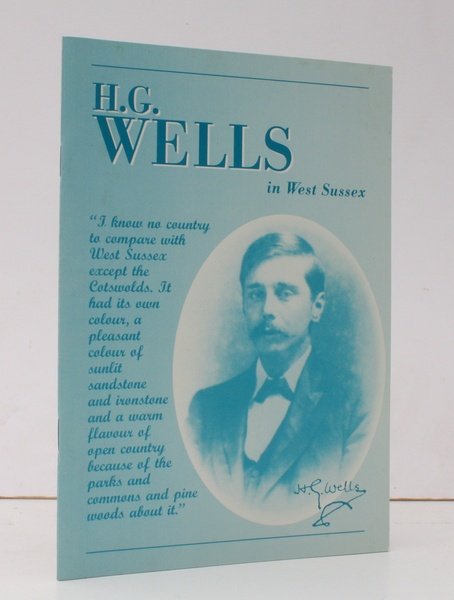 H.G.
WELLS
in West Sussex
"I know no country
to compare with
West Sussex
except the
Cotswolds. It
had its own
colour, a
pleasant
colour of
sunlit
sandstone
and ironstone
and a warm
flavour of
open country
because of the
parks and
commons and pine
woods about it."
H.G. Wells